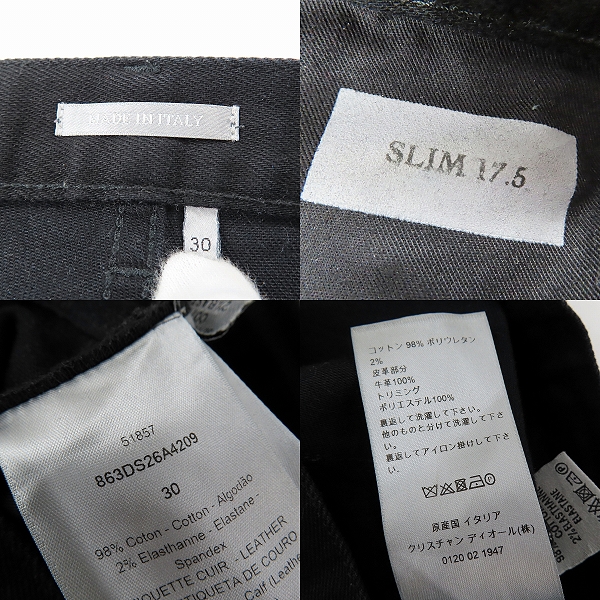 MADE IN ITALY
30
SLIM 17.5
51857
863DS26A4209
30
98% Coton - Cotton - Algodão
2% Elasthanne - Elastane -
Spandex
ETIQUETTE CUIR - LEATHER
ETIQUETA DE COURO
Calf (Leather
コットン 98% ポリウレタン
2%
皮革部分
牛革100%
トリミング
ポリエステル100%
裏返して洗濯して下さい。
他のものと分けて洗濯して下さい。
裏返してアイロン掛けして下さい。
原産国 イタリア
クリスチャン ディオール(株)
0120 02 1947
2% ELASTHANNE
ELASTANE